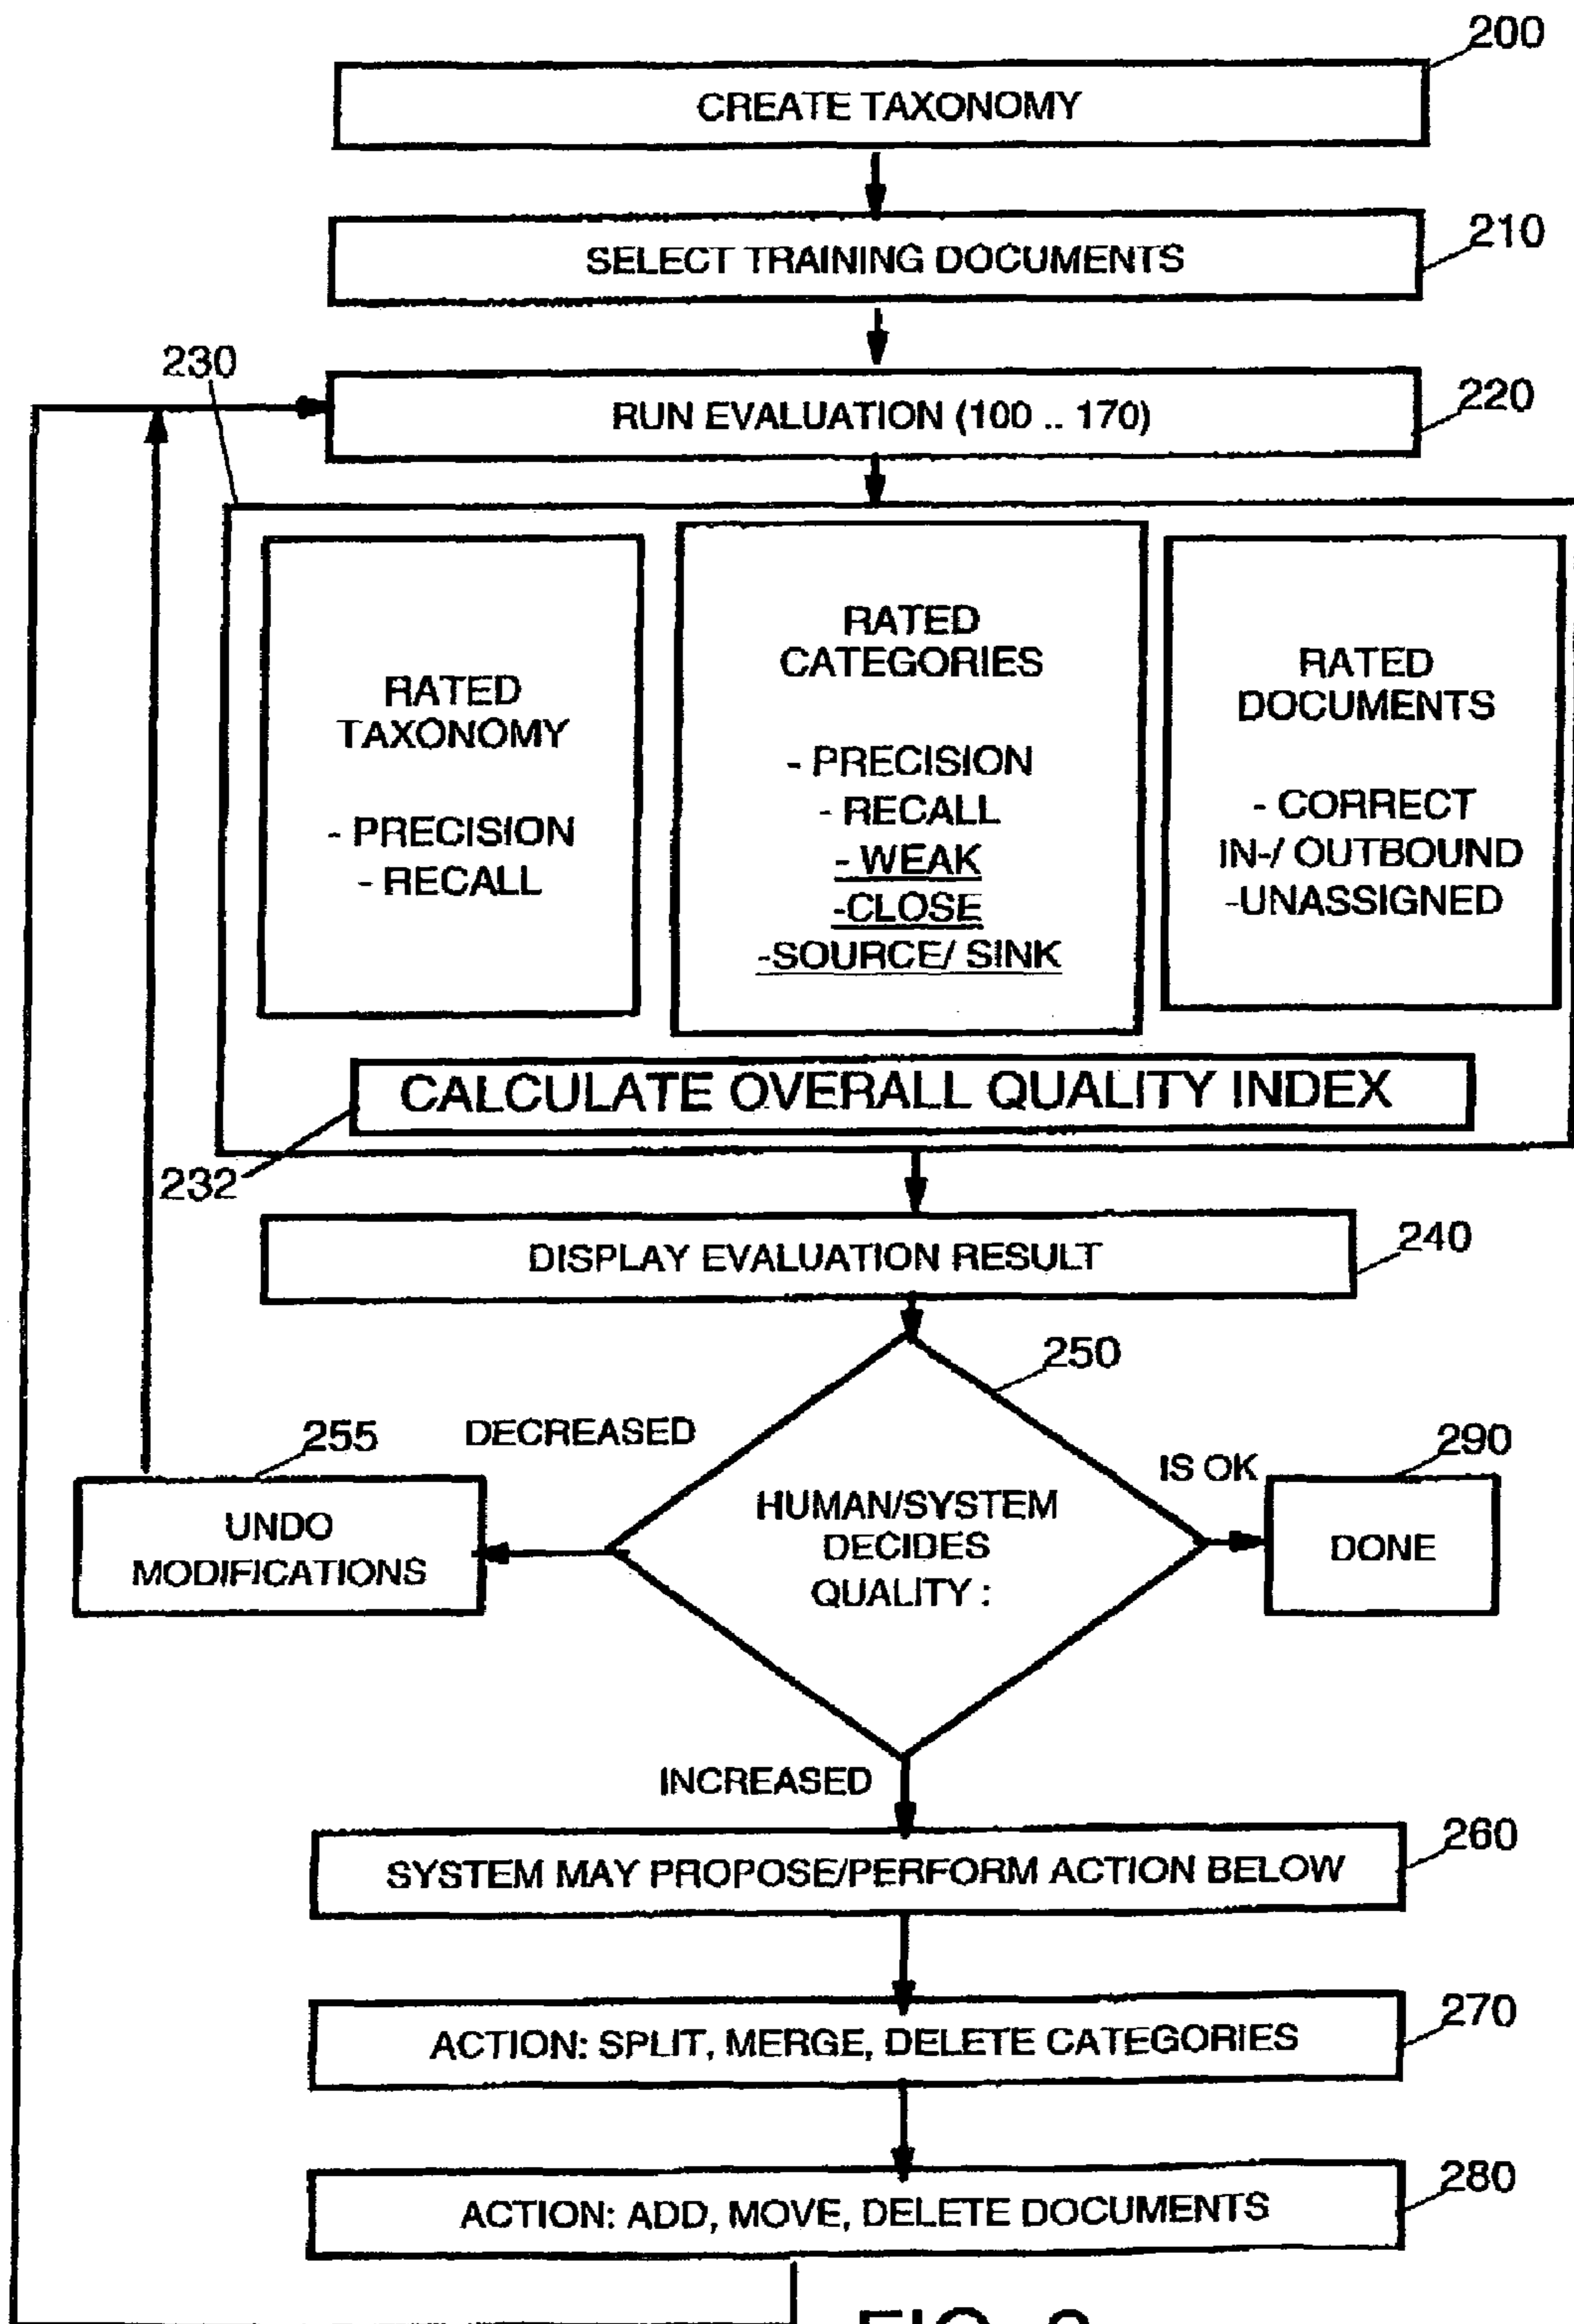 200
CREATE TAXONOMY
210
SELECT TRAINING DOCUMENTS
230
220
RUN EVALUATION (100 .. 170)
RATED
TAXONOMY
- PRECISION
- RECALL
RATED
CATEGORIES
- PRECISION
- RECALL
- WEAK
-CLOSE
-SOURCE/ SINK
RATED
DOCUMENTS
- CORRECT
IN-/ OUTBOUND
-UNASSIGNED
CALCULATE OVERALL QUALITY INDEX
232
DISPLAY EVALUATION RESULT
240
250
DECREASED
255
UNDO
MODIFICATIONS
HUMAN/SYSTEM
DECIDES
QUALITY :
IS OK
290
DONE
INCREASED
260
SYSTEM MAY PROPOSE/PERFORM ACTION BELOW
270
ACTION: SPLIT, MERGE, DELETE CATEGORIES
280
ACTION: ADD, MOVE, DELETE DOCUMENTS